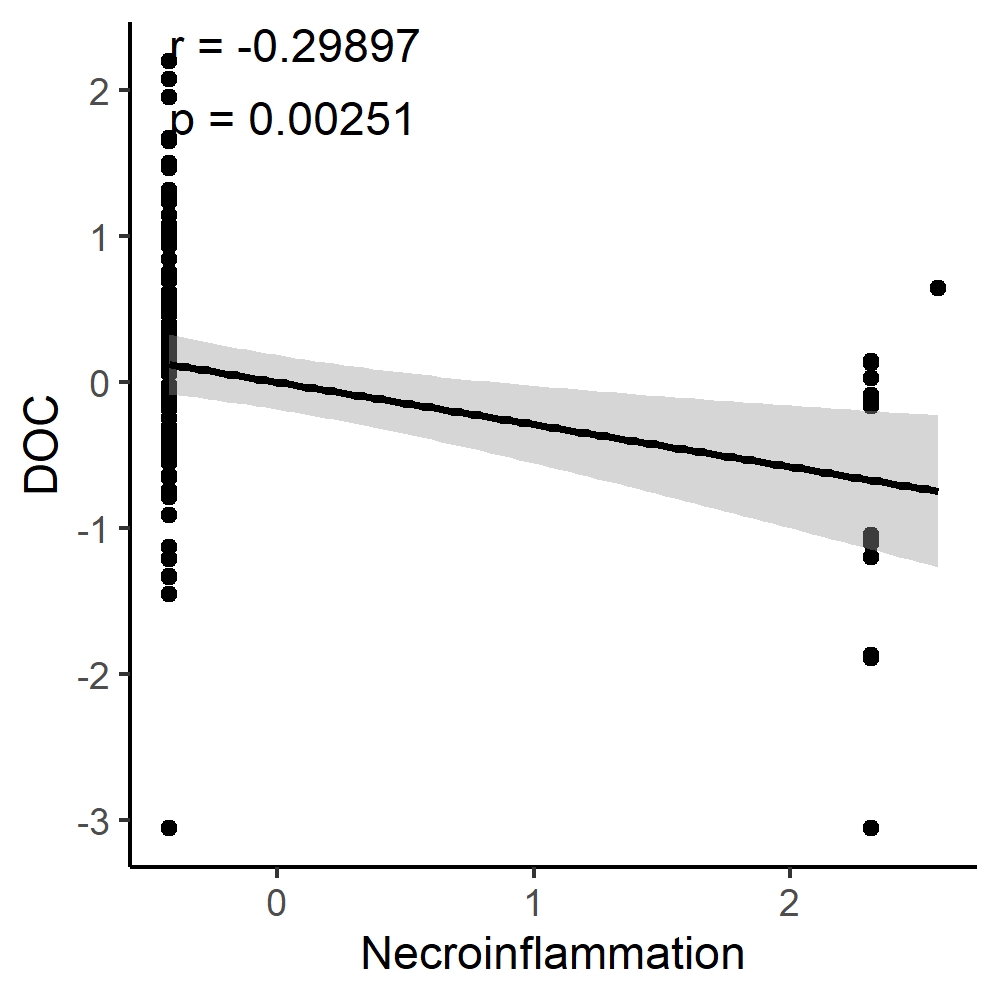 r = -0.29897
p = 0.00251
2
1
0
-1
-2
-3
DOC
0 1 2
Necroinflammation